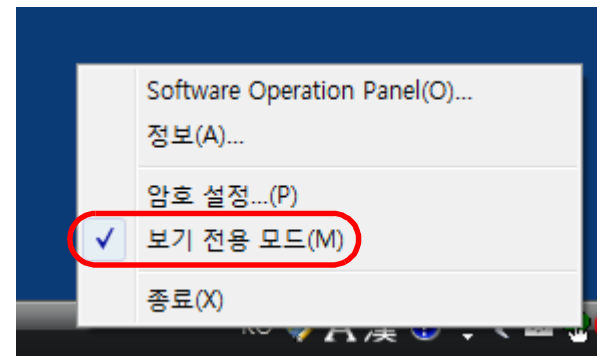 Software Operation Panel(O)...
정보(A)...
암호 설정...(P)
보기 전용 모드(M)
종료(X)